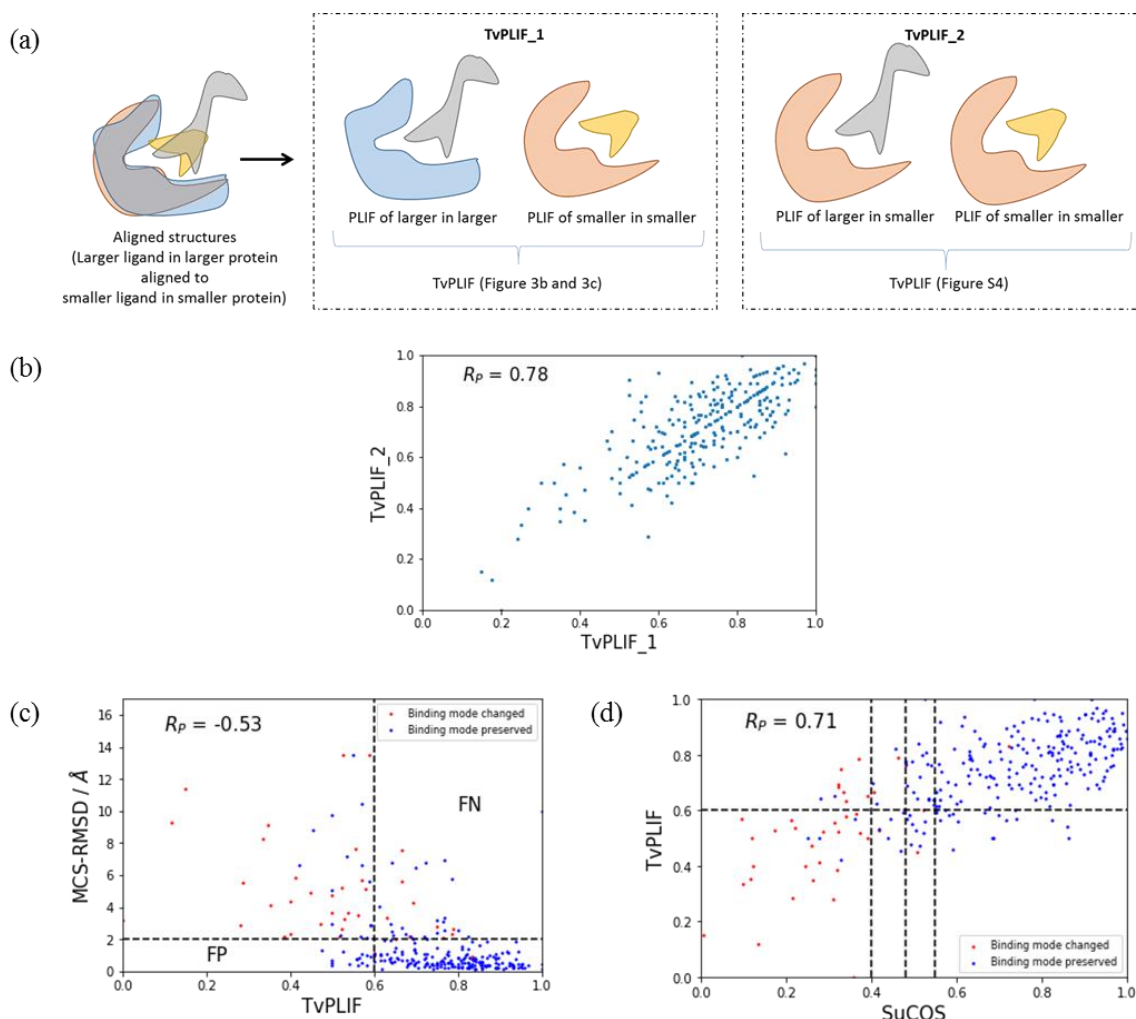 (a)
TvPLIF_1
TvPLIF_2
PLIF of larger in larger
PLIF of smaller in smaller
PLIF of larger in smaller
PLIF of smaller in smaller
Aligned structures
(Larger ligand in larger protein
aligned to
smaller ligand in smaller protein)
TvPLIF (Figure 3b and 3c)
TvPLIF (Figure S4)
(b)
R_P = 0.78
TvPLIF_2
1.0
0.8
0.6
0.4
0.2
0.0
0.0 0.2 0.4 0.6 0.8 1.0
TvPLIF_1
(c)
R_P = -0.53
Binding mode changed
Binding mode preserved
FN
FP
MCS-RMSD / Å
16
14
12
10
8
6
4
2
0
0.0 0.2 0.4 0.6 0.8 1.0
TvPLIF
(d)
R_P = 0.71
TvPLIF
1.0
0.8
0.6
0.4
0.2
0.0
Binding mode changed
Binding mode preserved
0.0 0.2 0.4 0.6 0.8 1.0
SuCOS